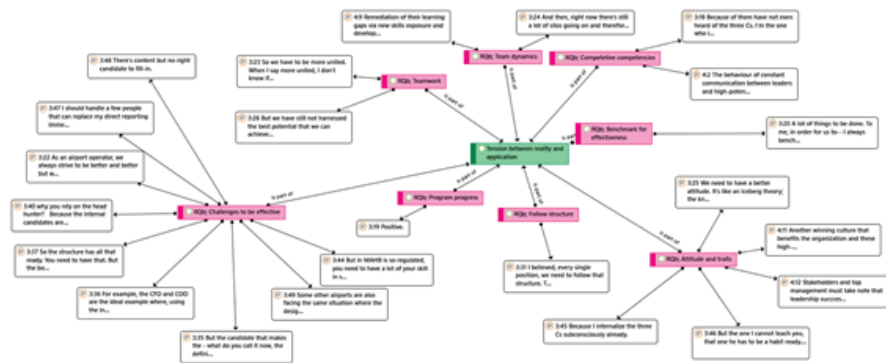 4:9 Remediation of their learning
gaps via new skills exposure and
develop...
3:24 And then, right now there's still
a lot of silos going on and therefor...
3:18 Because of them have not even
heard of the three Cs. I'm the one
who i...
3:48 There's content but no right
candidate to fill-in.
3:23 So we have to be more united.
When I say more united, I don't
know if...
RQb; Team dynamics
RQb; Competetive competencies
RQb; Teamwork
4:2 The behaviour of constant
communication between leaders
and high-poten...
3:47 I should handle a few people
that can replace my direct reporting
imme...
3:26 But we have still not harnessed
the best potential that we can
achieve...
RQb; Benchmark for
effectiveness
3:20 A lot of things to be done. To
me, in order for us to-- I always
bench...
3:22 As an airport operator, we
always strive to be better and better
but w...
Tension between reality and
application
is part of
is part of
is part of
is part of
is part of
is part of
is part of
is part of
3:25 We need to have a better
attitude. It's like an iceberg theory;
the kn...
3:40 why you rely on the head
hunter? Because the internal
candidates are...
RQb; Challenges to be effective
RQb; Program progress
RQb; Follow structure
3:19 Positive.
4:11 Another winning culture that
benefits the organization and these
high-...
3:37 So the structure has all that
ready. You need to have that. But
the bo...
3:44 But in MAHB is so regulated,
you need to have a lot of your skill
in s...
3:31 I believed, every single
position, we need to follow that
structure. T...
RQb; Attitude and traits
4:12 Stakeholders and top
management must take note that
leadership succes...
3:36 For example, the CFO and COO
are the ideal example where, using
the in...
3:49 Some other airports are also
facing the same situation where the
desig...
3:35 But the candidate that makes
the - what do you call it now, the
defini...
3:45 Because I internalize the three
Cs subconsciously already.
3:46 But the one I cannot teach you,
that one he has to be a habit ready,...